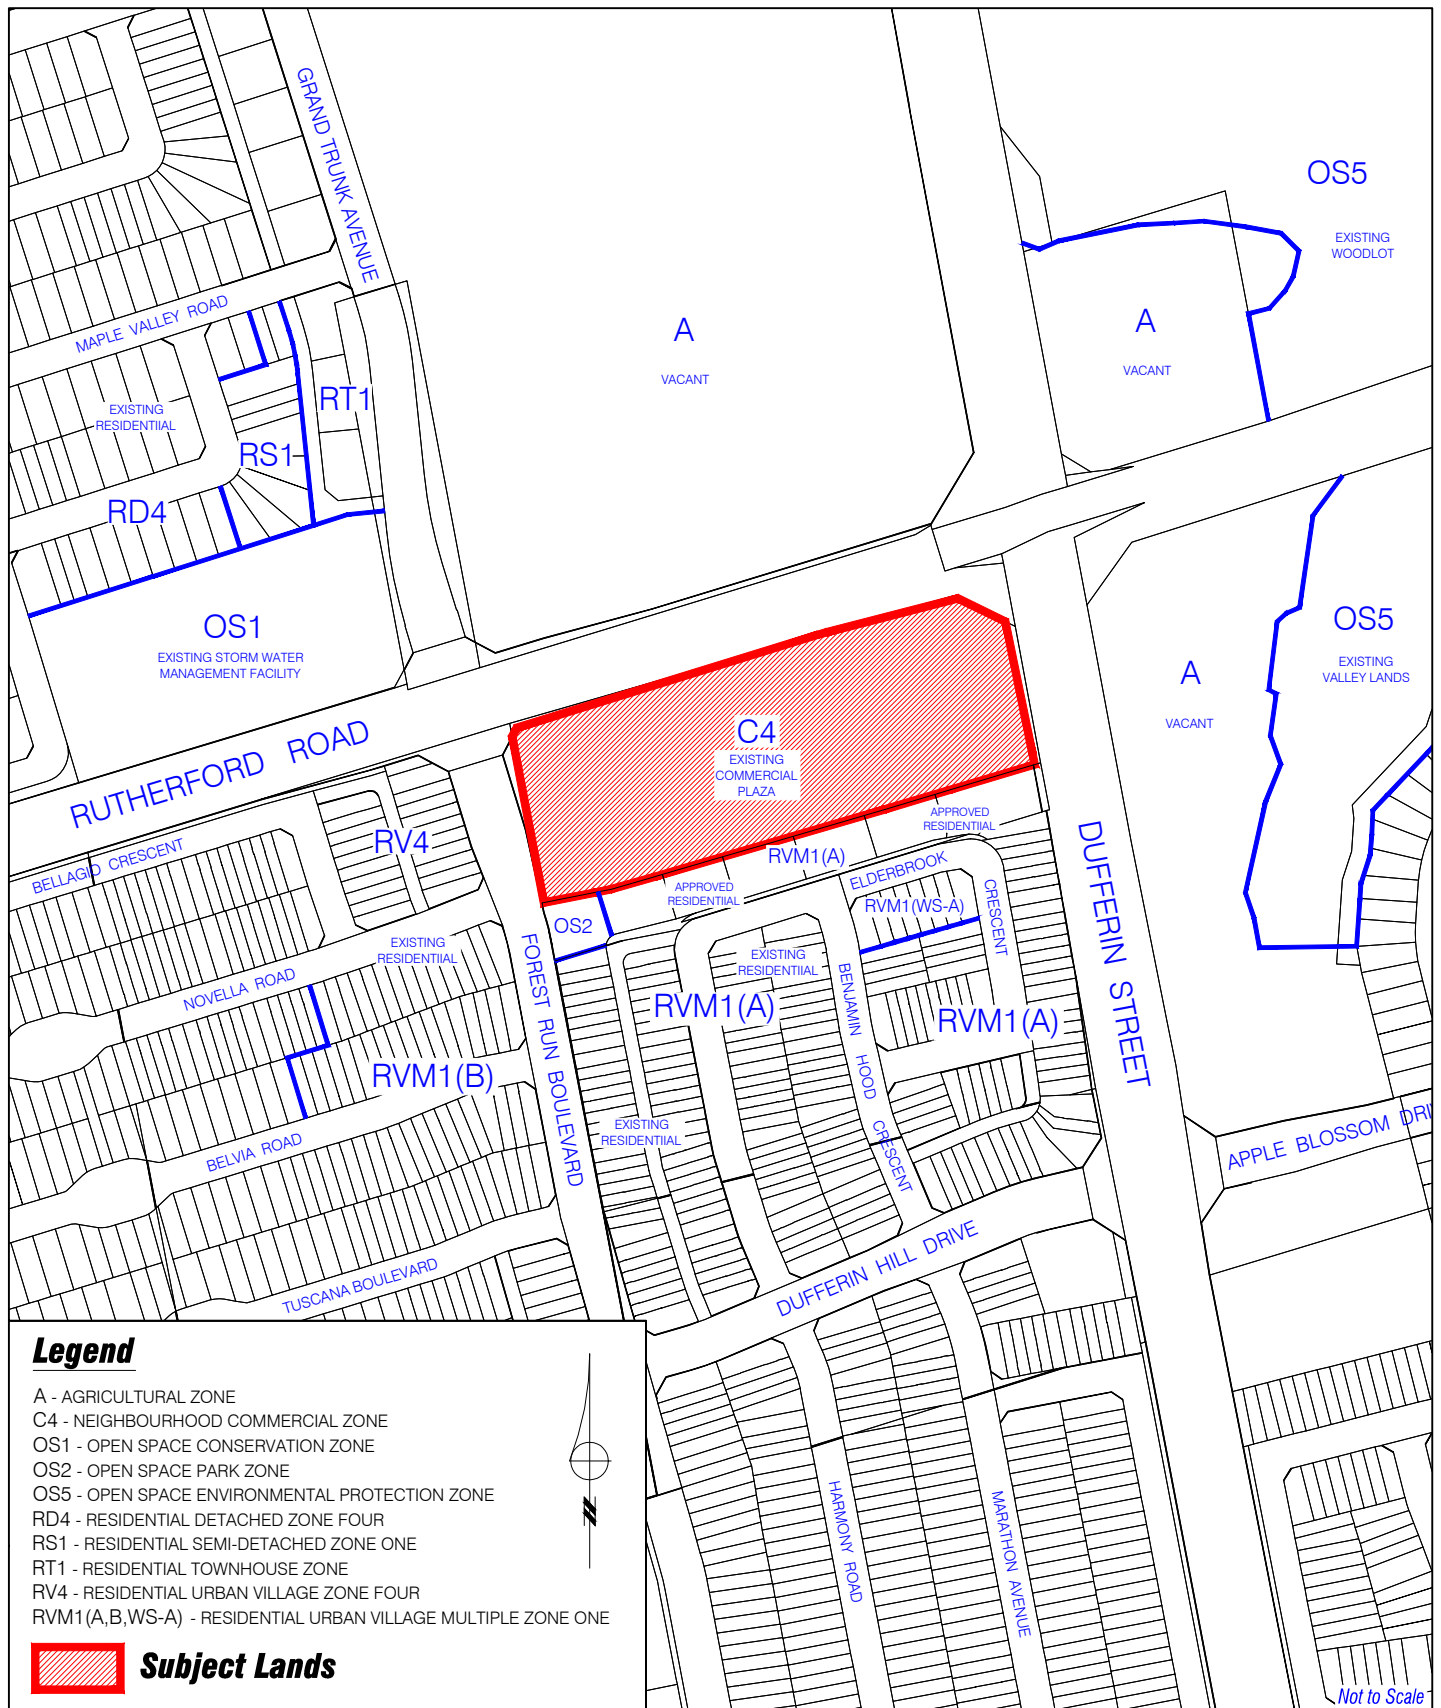 GRAND TRUNK AVENUE
OS5
EXISTING
WOODLOT
MAPLE VALLEY ROAD
A
VACANT
A
VACANT
EXISTING
RESIDENTIIAL
RT1
RS1
RD4
OS1
EXISTING STORM WATER
MANAGEMENT FACILITY
OS5
EXISTING
VALLEY LANDS
A
VACANT
RUTHERFORD ROAD
C4
EXISTING
COMMERCIAL
PLAZA
APPROVED
RESIDENTIIAL
RV4
BELLAGIO CRESCENT
RVM1(A)
ELDERBROOK
CRESCENT
APPROVED
RESIDENTIIAL
RVM1(WS-A)
OS2
DUFFERIN STREET
EXISTING
RESIDENTIIAL
EXISTING
RESIDENTIIAL
NOVELLA ROAD
FOREST RUN BOULEVARD
BENJAMIN HOOD CRESCENT
RVM1(A)
RVM1(A)
RVM1(B)
EXISTING
RESIDENTIIAL
BELVIA ROAD
APPLE BLOSSOM DRI
TUSCANA BOULEVARD
DUFFERIN HILL DRIVE
HARMONY ROAD
MARATHON AVENUE
Legend
A - AGRICULTURAL ZONE
C4 - NEIGHBOURHOOD COMMERCIAL ZONE
OS1 - OPEN SPACE CONSERVATION ZONE
OS2 - OPEN SPACE PARK ZONE
OS5 - OPEN SPACE ENVIRONMENTAL PROTECTION ZONE
RD4 - RESIDENTIAL DETACHED ZONE FOUR
RS1 - RESIDENTIAL SEMI-DETACHED ZONE ONE
RT1 - RESIDENTIAL TOWNHOUSE ZONE
RV4 - RESIDENTIAL URBAN VILLAGE ZONE FOUR
RVM1(A,B,WS-A) - RESIDENTIAL URBAN VILLAGE MULTIPLE ZONE ONE
Subject Lands
N
Not to Scale